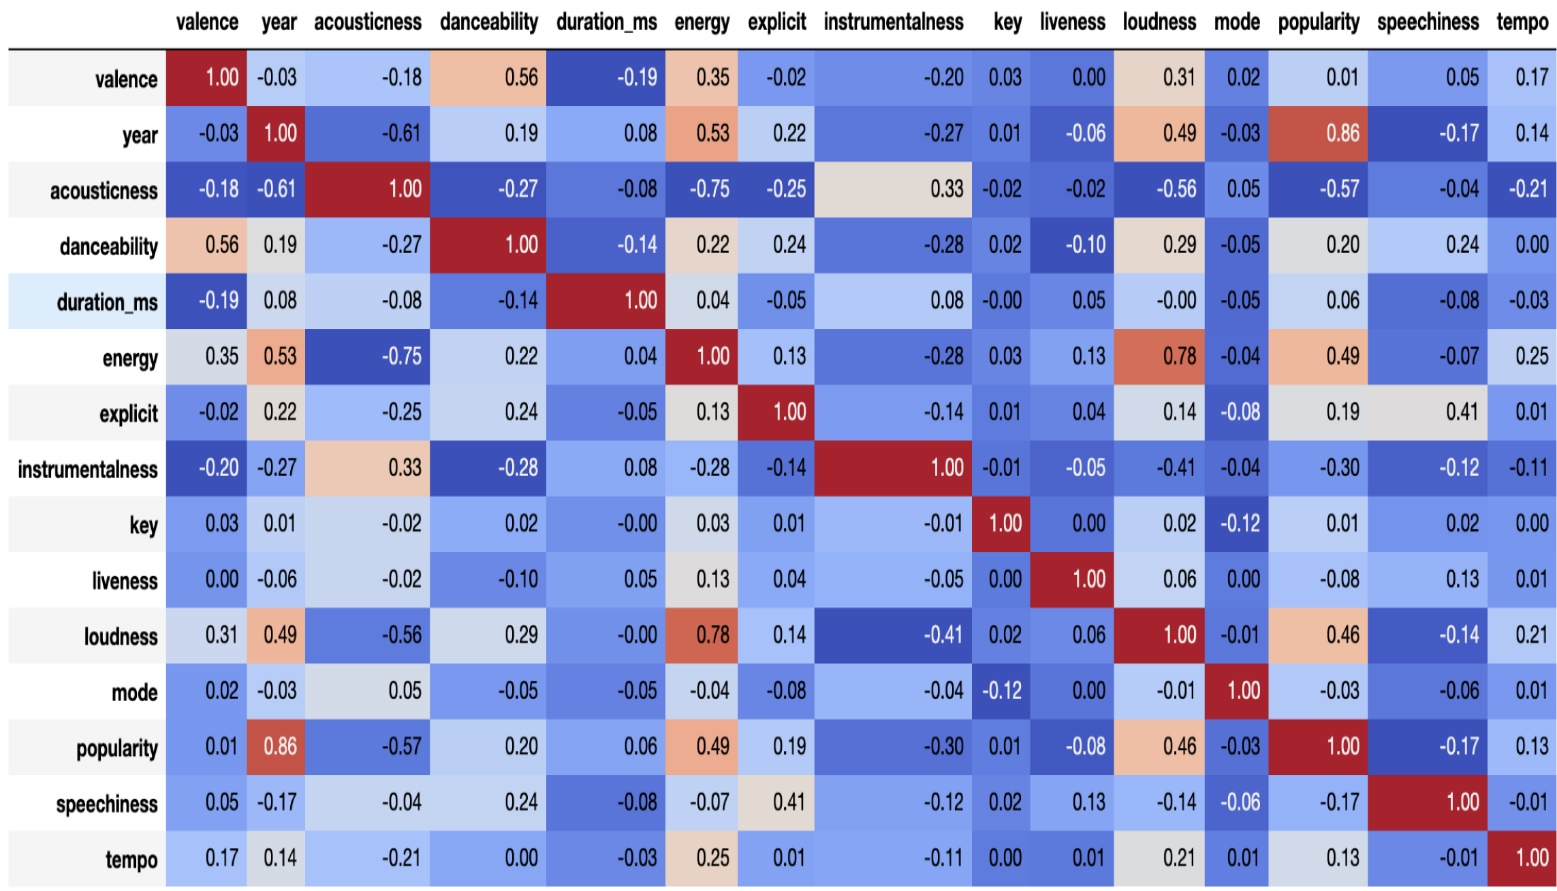 valence year acousticness danceability duration_ms energy explicit instrumentalness key liveness loudness mode popularity speechiness tempo
valence 1.00 -0.03 -0.18 0.56 -0.19 0.35 -0.02 -0.20 0.03 0.00 0.31 0.02 0.01 0.05 0.17
year -0.03 1.00 -0.61 0.19 0.08 0.53 0.22 -0.27 0.01 -0.06 0.49 -0.03 0.86 -0.17 0.14
acousticness -0.18 -0.61 1.00 -0.27 -0.08 -0.75 -0.25 0.33 -0.02 -0.02 -0.56 0.05 -0.57 -0.04 -0.21
danceability 0.56 0.19 -0.27 1.00 -0.14 0.22 0.24 -0.28 0.02 -0.10 0.29 -0.05 0.20 0.24 0.00
duration_ms -0.19 0.08 -0.08 -0.14 1.00 0.04 -0.05 0.08 -0.00 0.05 -0.00 -0.05 0.06 -0.08 -0.03
energy 0.35 0.53 -0.75 0.22 0.04 1.00 0.13 -0.28 0.03 0.13 0.78 -0.04 0.49 -0.07 0.25
explicit -0.02 0.22 -0.25 0.24 -0.05 0.13 1.00 -0.14 0.01 0.04 0.14 -0.08 0.19 0.41 0.01
instrumentalness -0.20 -0.27 0.33 -0.28 0.08 -0.28 -0.14 1.00 -0.01 -0.05 -0.41 -0.04 -0.30 -0.12 -0.11
key 0.03 0.01 -0.02 0.02 -0.00 0.03 0.01 -0.01 1.00 0.00 0.02 -0.12 0.01 0.02 0.00
liveness 0.00 -0.06 -0.02 -0.10 0.05 0.13 0.04 -0.05 0.00 1.00 0.06 0.00 -0.08 0.13 0.01
loudness 0.31 0.49 -0.56 0.29 -0.00 0.78 0.14 -0.41 0.02 0.06 1.00 -0.01 0.46 -0.14 0.21
mode 0.02 -0.03 0.05 -0.05 -0.05 -0.04 -0.08 -0.04 -0.12 0.00 -0.01 1.00 -0.03 -0.06 0.01
popularity 0.01 0.86 -0.57 0.20 0.06 0.49 0.19 -0.30 0.01 -0.08 0.46 -0.03 1.00 -0.17 0.13
speechiness 0.05 -0.17 -0.04 0.24 -0.08 -0.07 0.41 -0.12 0.02 0.13 -0.14 -0.06 -0.17 1.00 -0.01
tempo 0.17 0.14 -0.21 0.00 -0.03 0.25 0.01 -0.11 0.00 0.01 0.21 0.01 0.13 -0.01 1.00